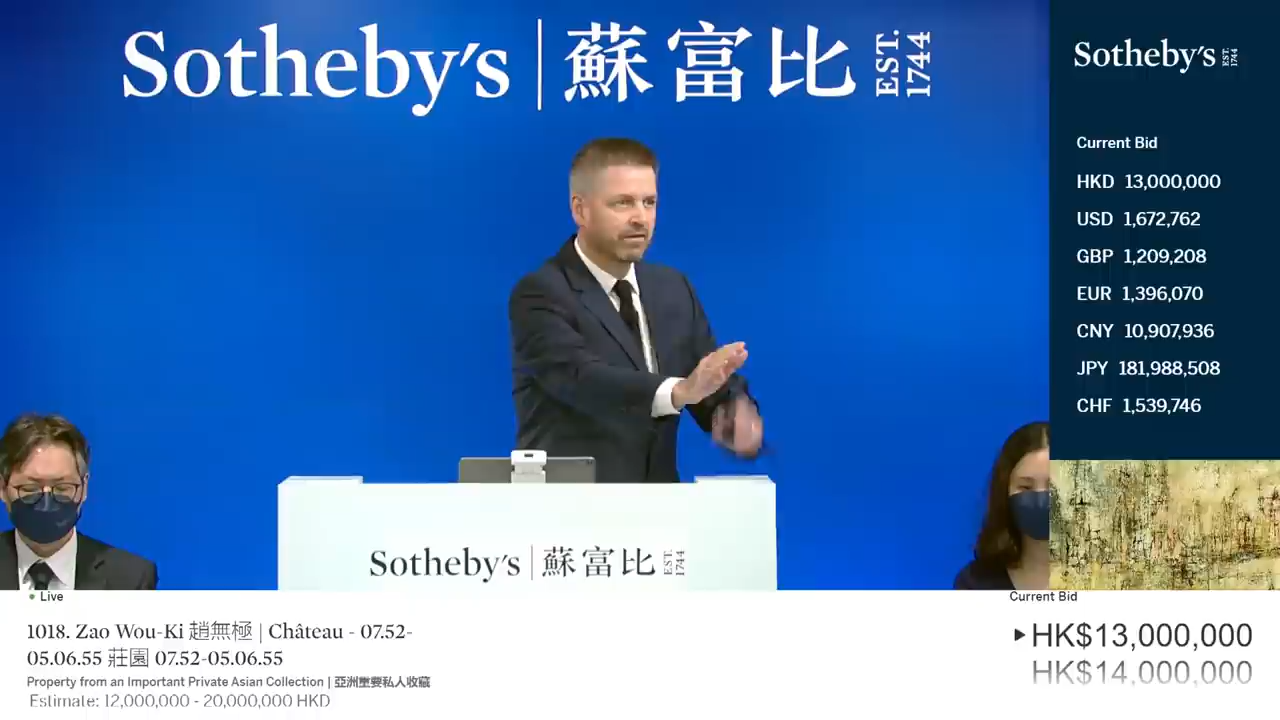 Sotheby's | 蘇富比 EST. 1744
Sotheby's EST. 1744
Current Bid
HKD 13,000,000
USD 1,672,762
GBP 1,209,208
EUR 1,396,070
CNY 10,907,936
JPY 181,988,508
CHF 1,539,746
Sotheby's | 蘇富比 EST. 1744
Live
Current Bid
1018. Zao Wou-Ki 趙無極 | Château - 07.52-
05.06.55 莊園 07.52-05.06.55
Property from an Important Private Asian Collection | 亞洲重要私人收藏
Estimate: 12,000,000 - 20,000,000 HKD
HK$13,000,000
HK$14,000,000